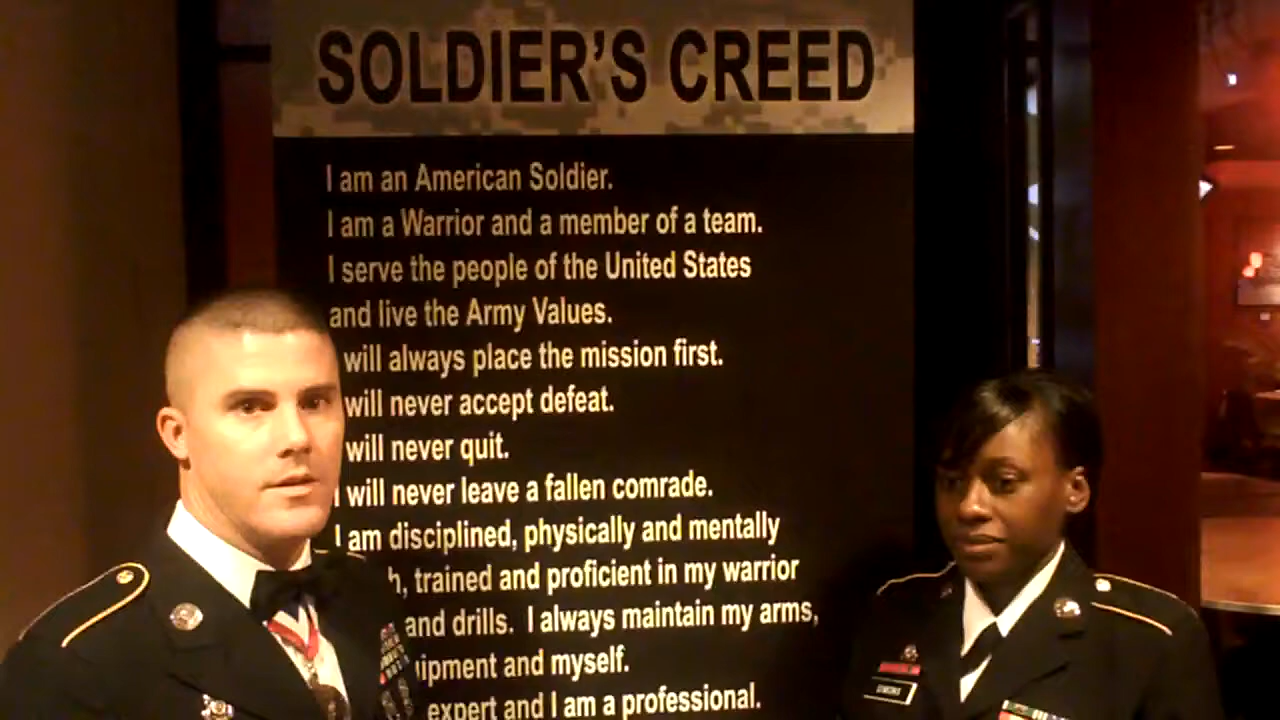 SOLDIER'S CREED
I am an American Soldier.
I am a Warrior and a member of a team.
I serve the people of the United States
and live the Army Values.
will always place the mission first.
will never accept defeat.
will never quit.
I will never leave a fallen comrade.
I am disciplined, physically and mentally
h, trained and proficient in my warrior
and drills. I always maintain my arms,
ipment and myself.
expert and I am a professional.